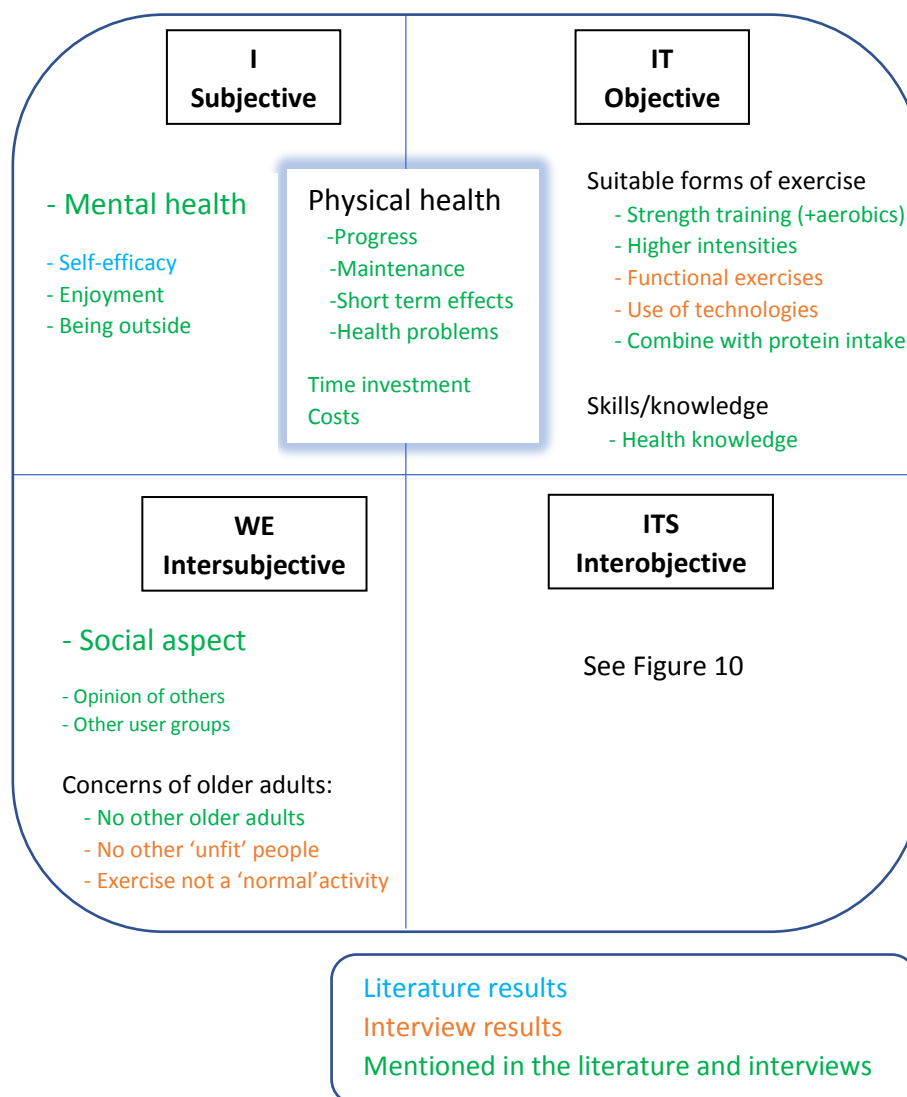 I
Subjective
IT
Objective
- Mental health
- Self-efficacy
- Enjoyment
- Being outside
Physical health
-Progress
-Maintenance
-Short term effects
-Health problems
Time investment
Costs
Suitable forms of exercise
- Strength training (+aerobics)
- Higher intensities
- Functional exercises
- Use of technologies
- Combine with protein intake
Skills/knowledge
- Health knowledge
WE
Intersubjective
ITS
Interobjective
- Social aspect
- Opinion of others
- Other user groups
Concerns of older adults:
- No other older adults
- No other ‘unfit’ people
- Exercise not a ‘normal’activity
See Figure 10
Literature results
Interview results
Mentioned in the literature and interviews